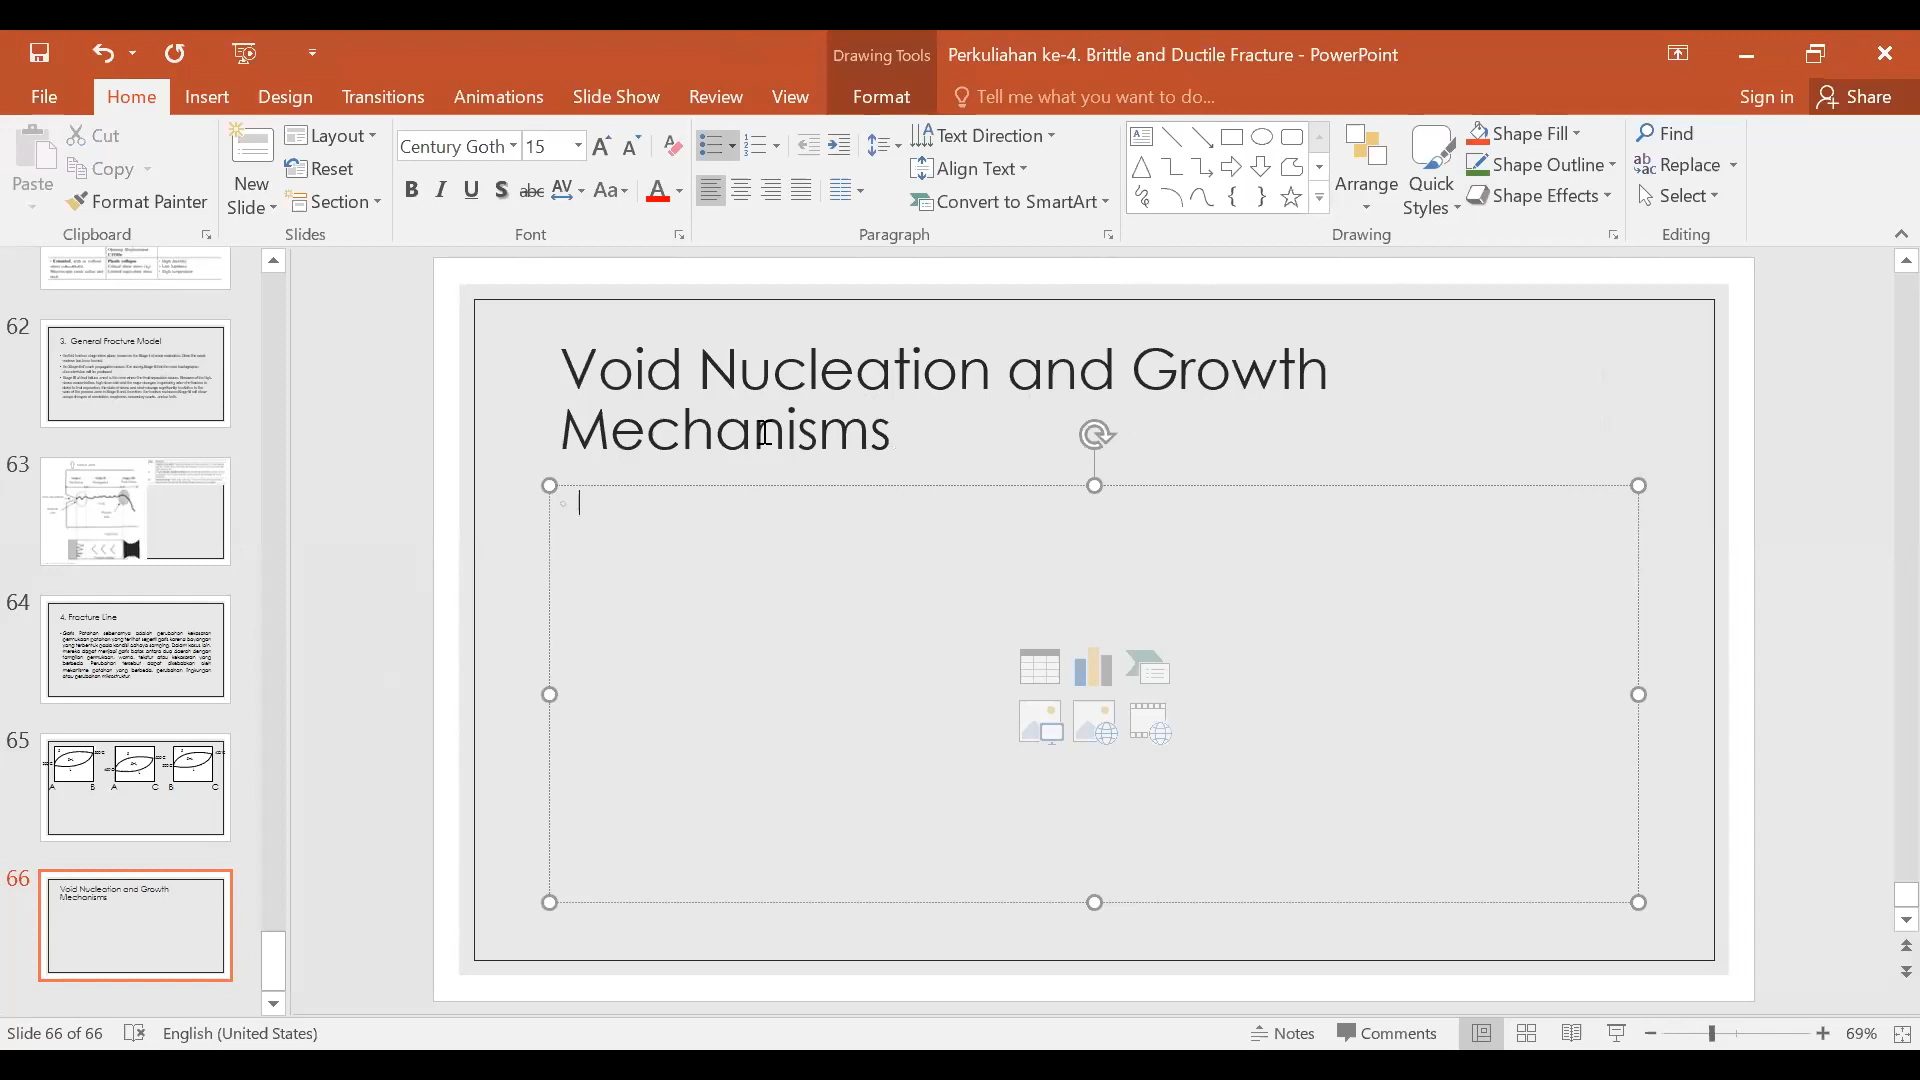 Drawing Tools
Perkuliahan ke-4. Brittle and Ductile Fracture - PowerPoint
File
Home
Insert
Design
Transitions
Animations
Slide Show
Review
View
Format
Tell me what you want to do...
Sign in
Share
Paste
Cut
Copy
Format Painter
Clipboard
New
Slide
Layout
Reset
Section
Slides
Century Goth
15
B I U S abc AV Aa A
Font
Text Direction
Align Text
Convert to SmartArt
Paragraph
Arrange
Quick
Styles
Shape Fill
Shape Outline
Shape Effects
Drawing
Find
Replace
Select
Editing
62
3. General Fracture Model
63
64
4. Fracture Line
65
A B A C B C
66
Void Nucleation and Growth
Mechanisms
Void Nucleation and Growth
Mechanisms
Slide 66 of 66
English (United States)
Notes
Comments
69%